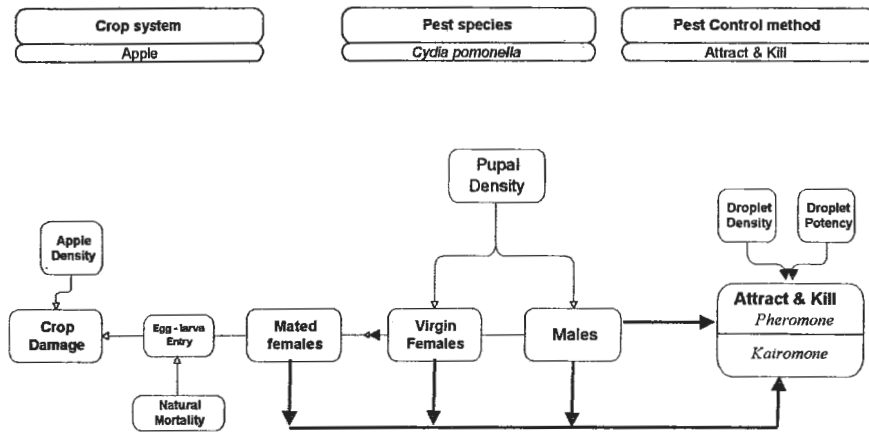 Crop system
Apple
Pest species
Cydia pomonella
Pest Control method
Attract & Kill
Pupal
Density
Droplet
Density
Droplet
Potency
Apple
Density
Attract & Kill
Pheromone
Kairomone
Crop
Damage
Egg - larva
Entry
Mated
females
Virgin
Females
Males
Natural
Mortality